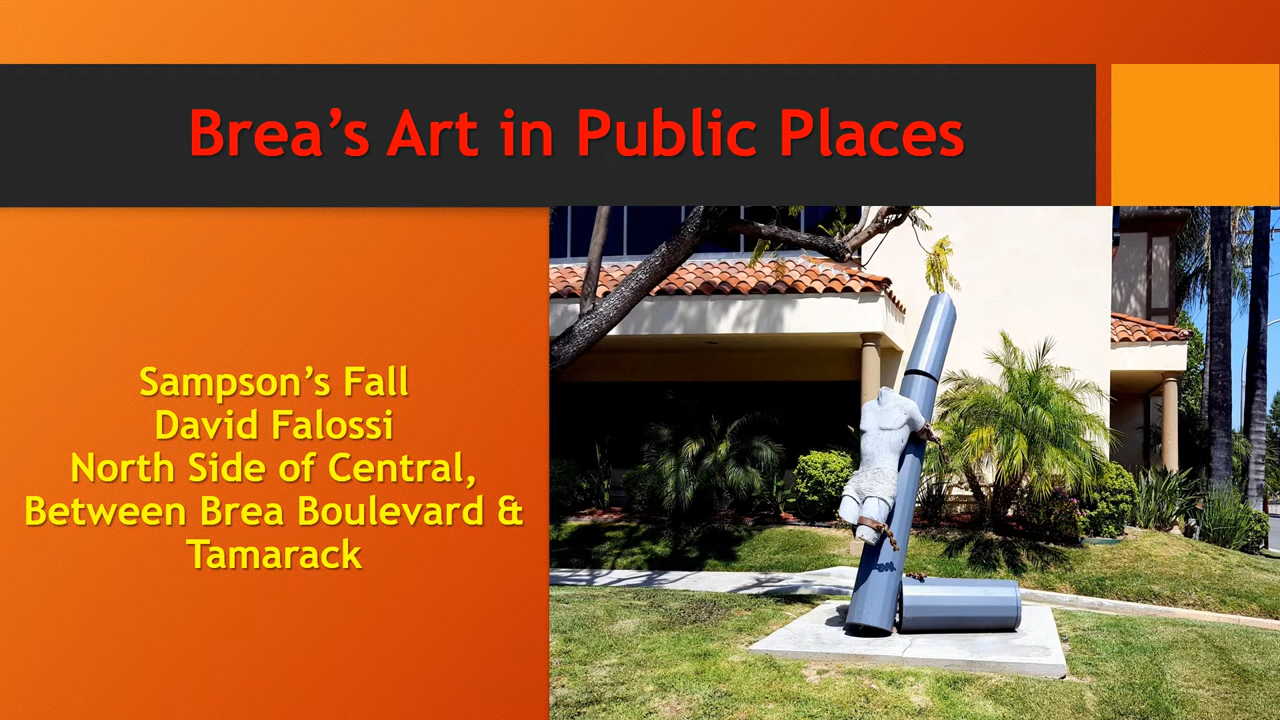 Brea’s Art in Public Places
Sampson’s Fall
David Falossi
North Side of Central,
Between Brea Boulevard &
Tamarack